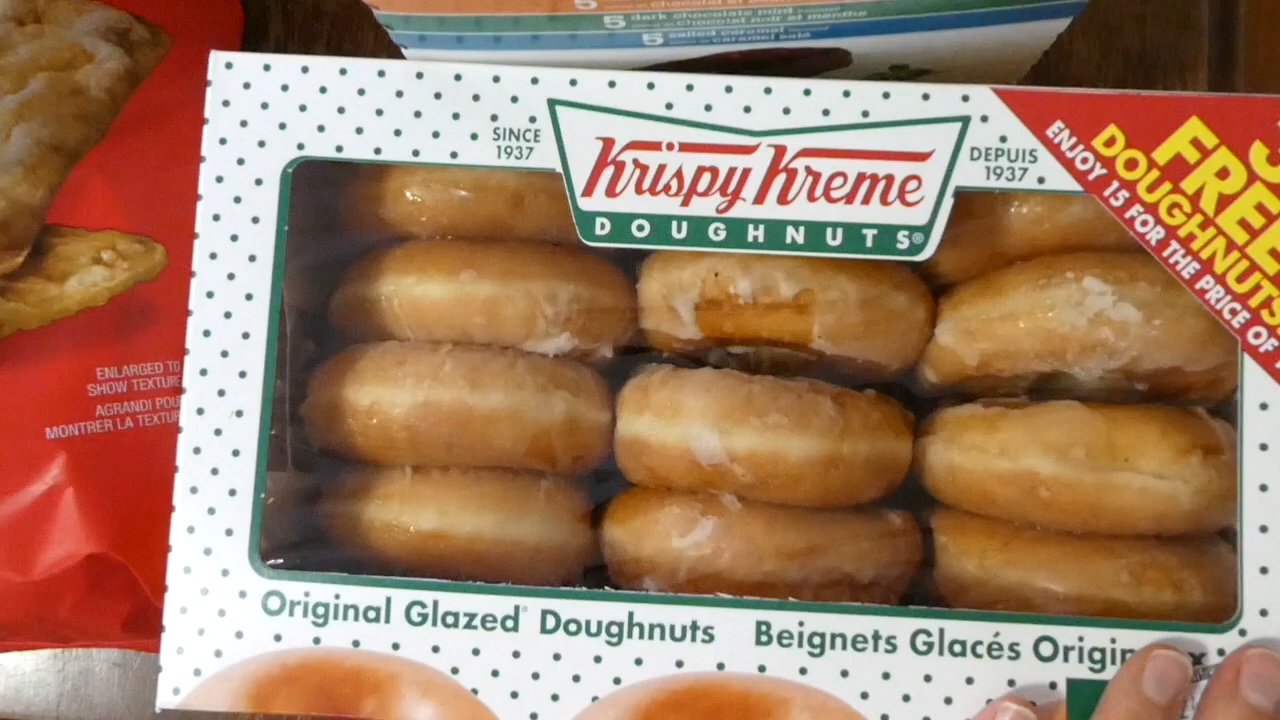 5 dark chocolate mint
chocolat noir et menthe
5 salted caramel
caramel salé
SINCE
1937
Krispy Kreme
DOUGHNUTS®
DEPUIS
1937
FREE
DOUGHNUTS
ENJOY 15 FOR THE PRICE OF
ENLARGED TO
SHOW TEXTURE
AGRANDI POUR
MONTRER LA TEXTURE
Original Glazed® Doughnuts
Beignets Glacés Origin